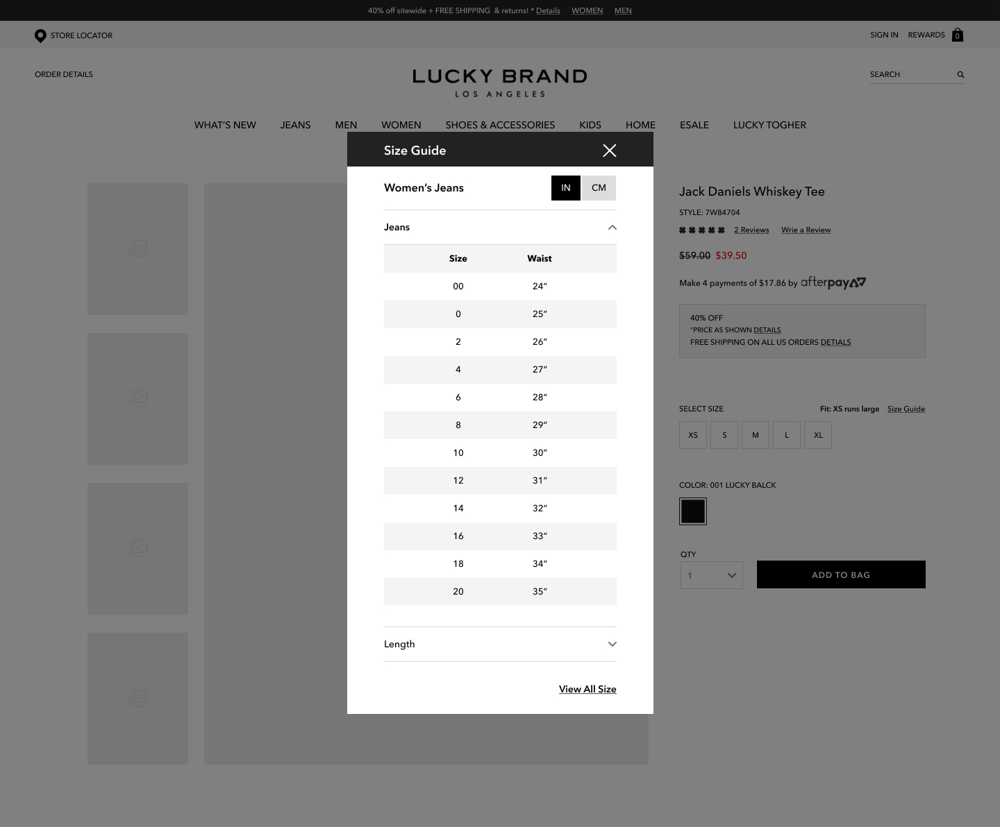 40% off sitewide + FREE SHIPPING & returns! * Details WOMEN MEN
STORE LOCATOR
SIGN IN REWARDS 0
ORDER DETAILS
LUCKY BRAND
LOS ANGELES
SEARCH
WHAT'S NEW JEANS MEN WOMEN SHOES & ACCESSORIES KIDS HOME ESALE LUCKY TOGHER
Size Guide
Women's Jeans IN CM
Jeans
Size Waist
00 24"
0 25"
2 26"
4 27"
6 28"
8 29"
10 30"
12 31"
14 32"
16 33"
18 34"
20 35"
Length
View All Size
Jack Daniels Whiskey Tee
STYLE: 7W84704
2 Reviews Wrie a Review
$59.00 $39.50
Make 4 payments of $17.86 by afterpay
40% OFF
"PRICE AS SHOWN DETAILS
FREE SHIPPING ON ALL US ORDERS DETIALS
SELECT SIZE Fit: XS runs large Size Guide
XS S M L XL
COLOR: 001 LUCKY BALCK
QTY
1 ADD TO BAG